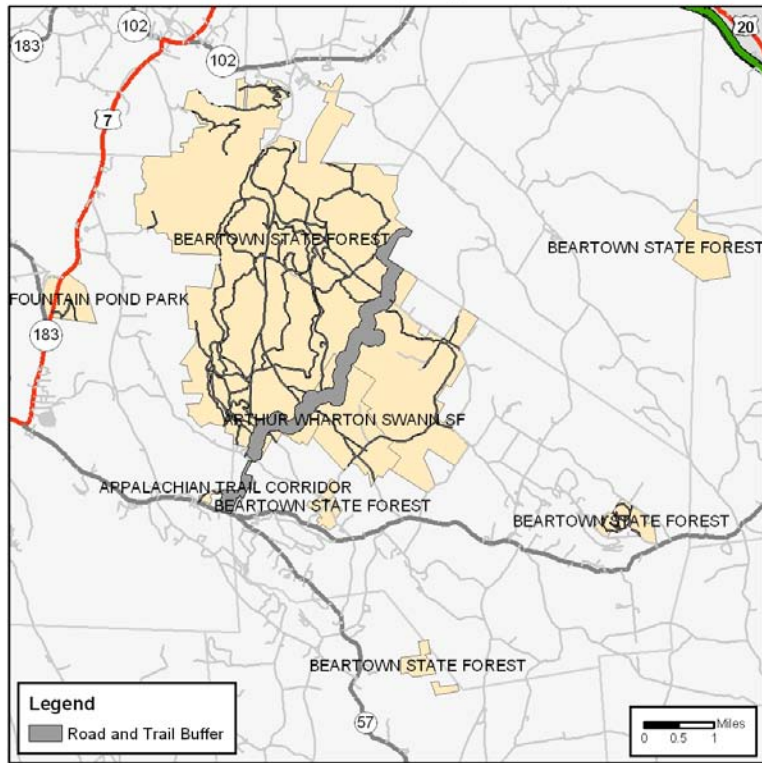 102
20
183
102
7
BEARTOWN STATE FOREST
BEARTOWN STATE FOREST
FOUNTAIN POND PARK
183
ARTHUR WHARTON SWANN SF
APPALACHIAN TRAIL CORRIDOR
BEARTOWN STATE FOREST
BEARTOWN STATE FOREST
BEARTOWN STATE FOREST
Legend
Road and Trail Buffer
57
Miles
0 0.5 1